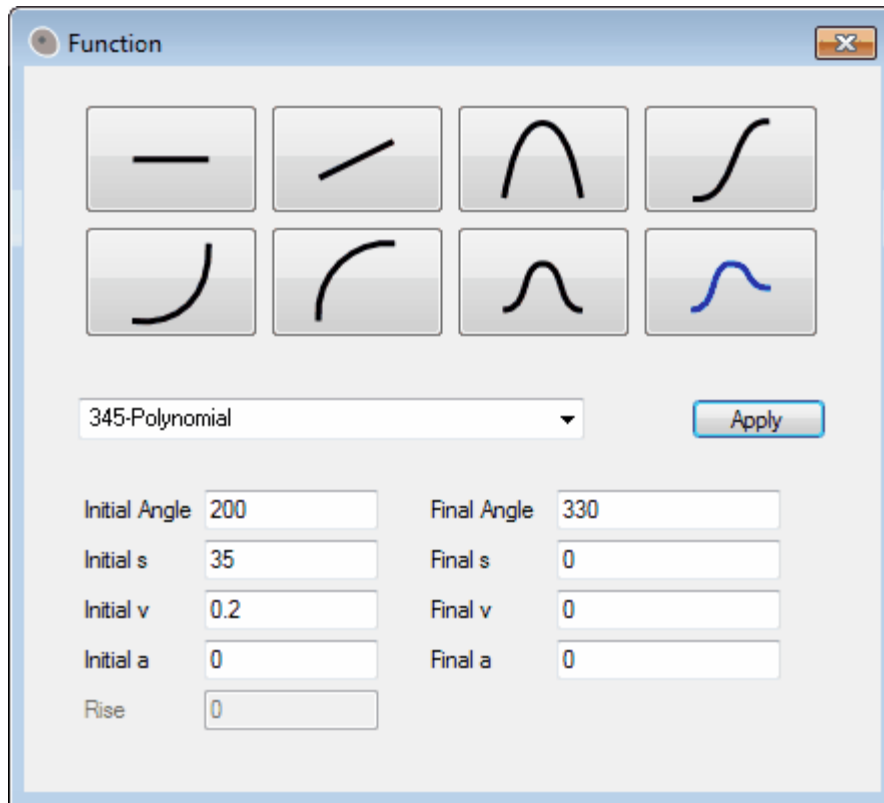 Function
345-Polynomial
Apply
Initial Angle 200 Final Angle 330
Initial s 35 Final s 0
Initial v 0.2 Final v 0
Initial a 0 Final a 0
Rise 0